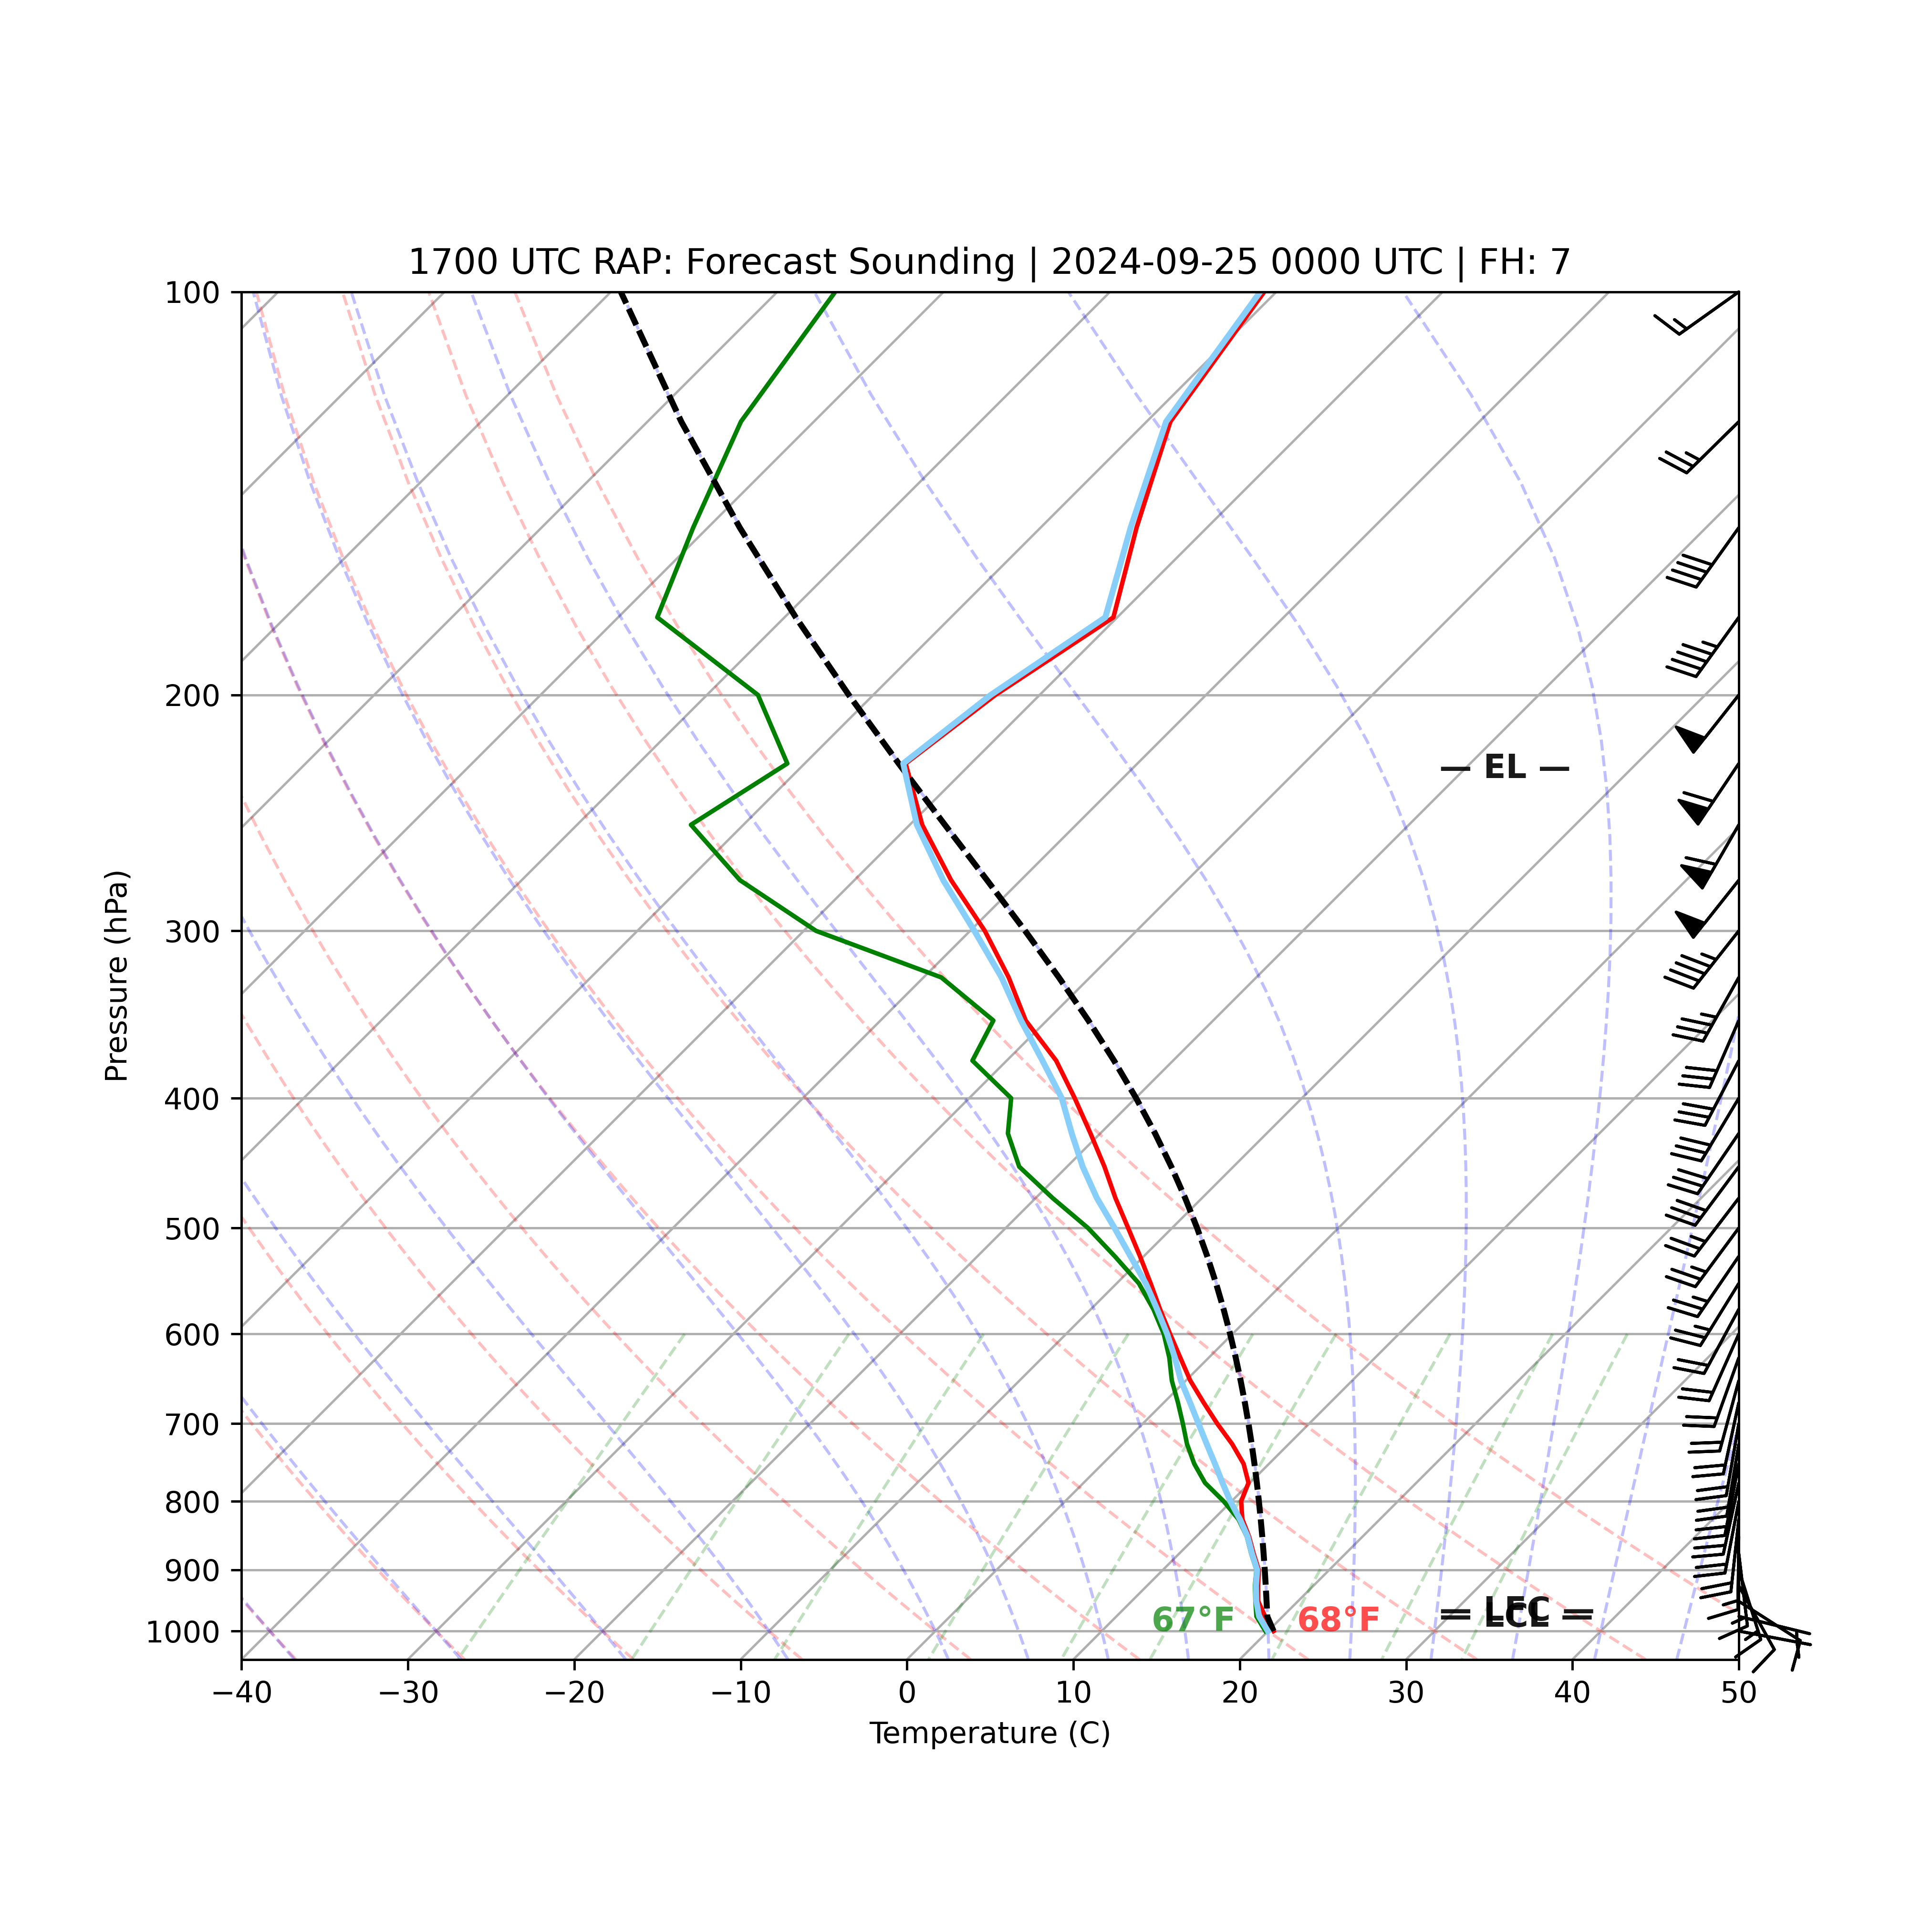 1700 UTC RAP: Forecast Sounding | 2024-09-25 0000 UTC | FH: 7
100
200
— EL —
Pressure (hPa)
300
400
500
600
700
800
900
67°F 68°F
— LFC —
— LCL —
1000
−40 −30 −20 −10 0 10 20 30 40 50
Temperature (C)